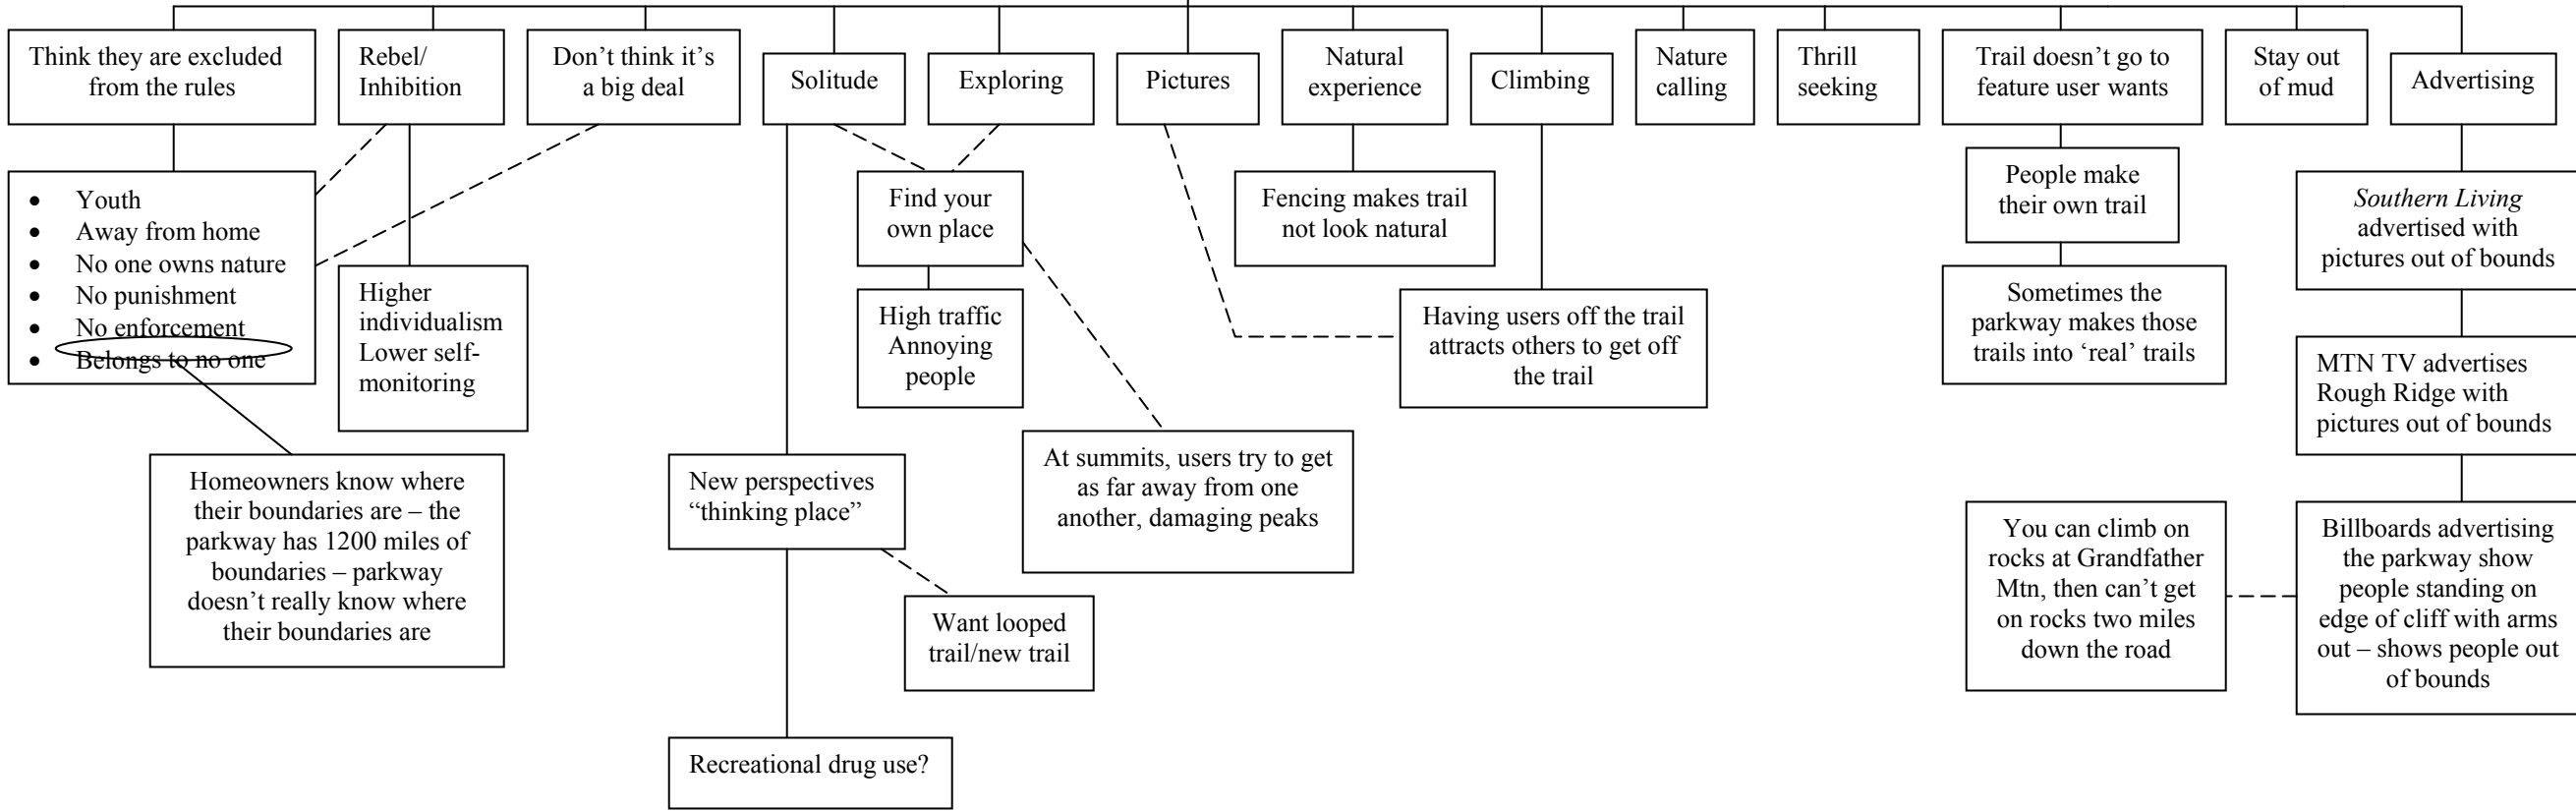 Think they are excluded
from the rules
Rebel/
Inhibition
Don’t think it’s
a big deal
Solitude
Exploring
Pictures
Natural
experience
Climbing
Nature
calling
Thrill
seeking
Trail doesn’t go to
feature user wants
Stay out
of mud
Advertising
• Youth
• Away from home
• No one owns nature
• No punishment
• No enforcement
• Belongs to no one
Higher
individualism
Lower self-
monitoring
Find your
own place
Fencing makes trail
not look natural
People make
their own trail
Southern Living
advertised with
pictures out of bounds
High traffic
Annoying
people
Having users off the trail
attracts others to get off
the trail
Sometimes the
parkway makes those
trails into ‘real’ trails
MTN TV advertises
Rough Ridge with
pictures out of bounds
Homeowners know where
their boundaries are – the
parkway has 1200 miles of
boundaries – parkway
doesn’t really know where
their boundaries are
New perspectives
“thinking place”
At summits, users try to get
as far away from one
another, damaging peaks
You can climb on
rocks at Grandfather
Mtn, then can’t get
on rocks two miles
down the road
Billboards advertising
the parkway show
people standing on
edge of cliff with arms
out – shows people out
of bounds
Want looped
trail/new trail
Recreational drug use?